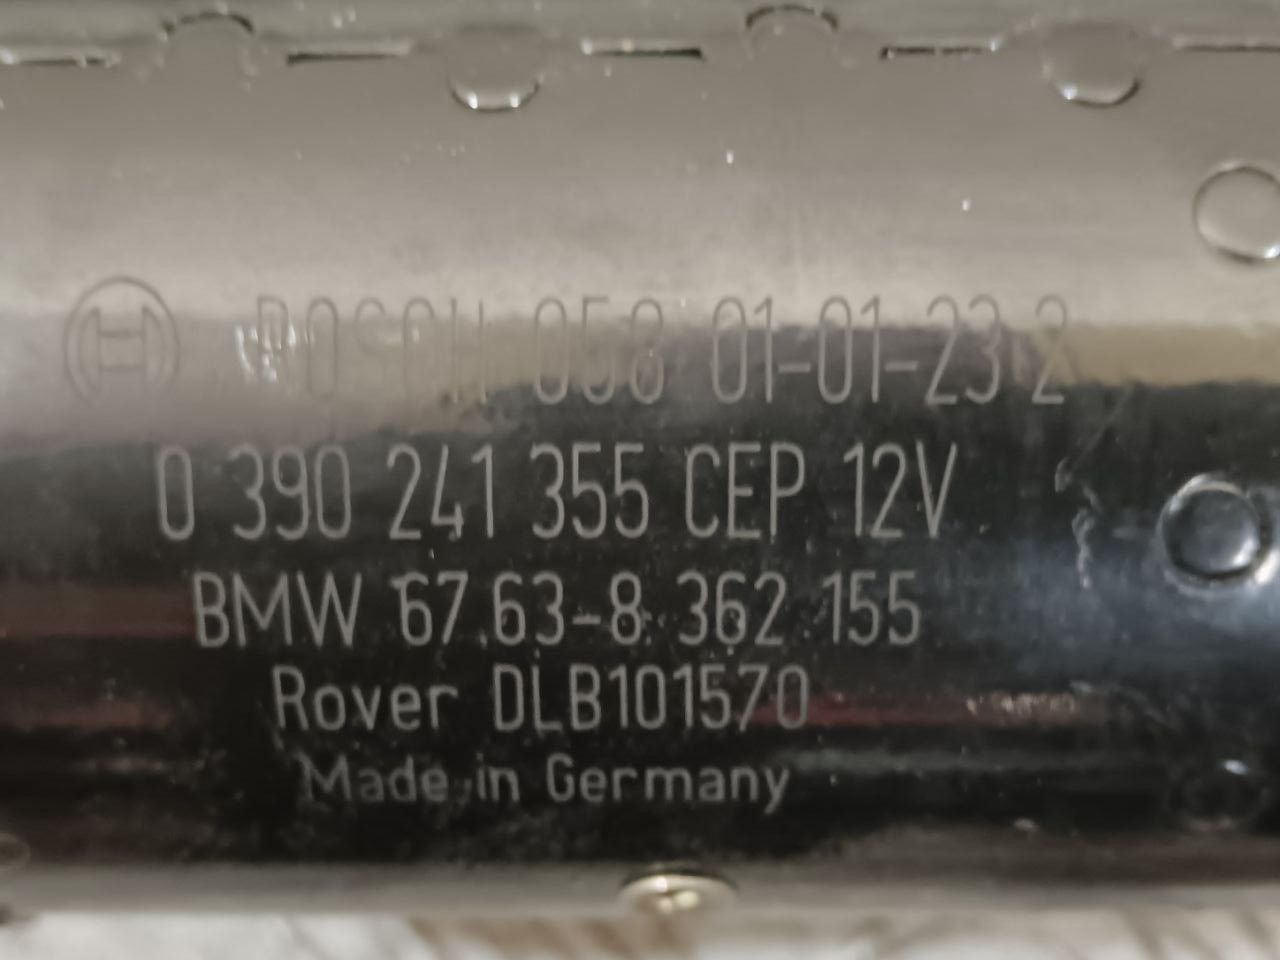 BOSCH 058 01-01-23 2
0 390 241 355 CEP 12V
BMW 67.63-8 362 155
Rover DLB101570
Made in Germany